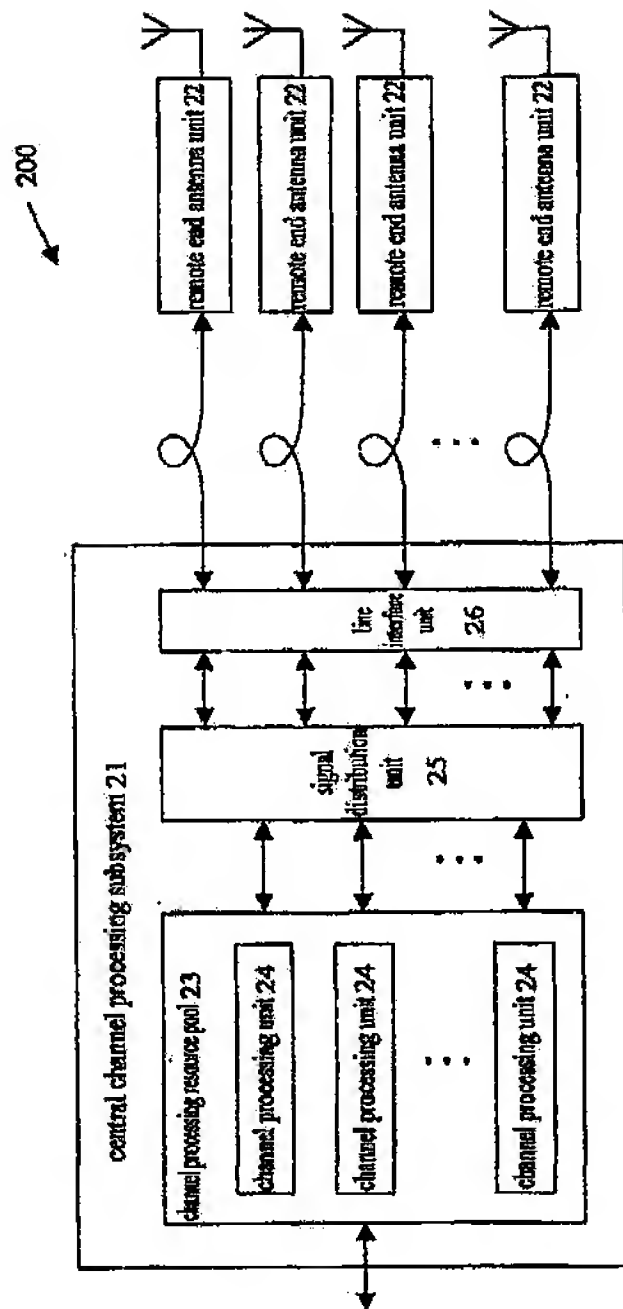 200
central channel processing subsystem 21
channel processing resource pool 23
channel processing unit 24
channel processing unit 24
channel processing unit 24
signal
distribution
unit
25
line
interface
unit
26
remote end antenna unit 22
remote end antenna unit 22
remote end antenna unit 22
remote end antenna unit 22